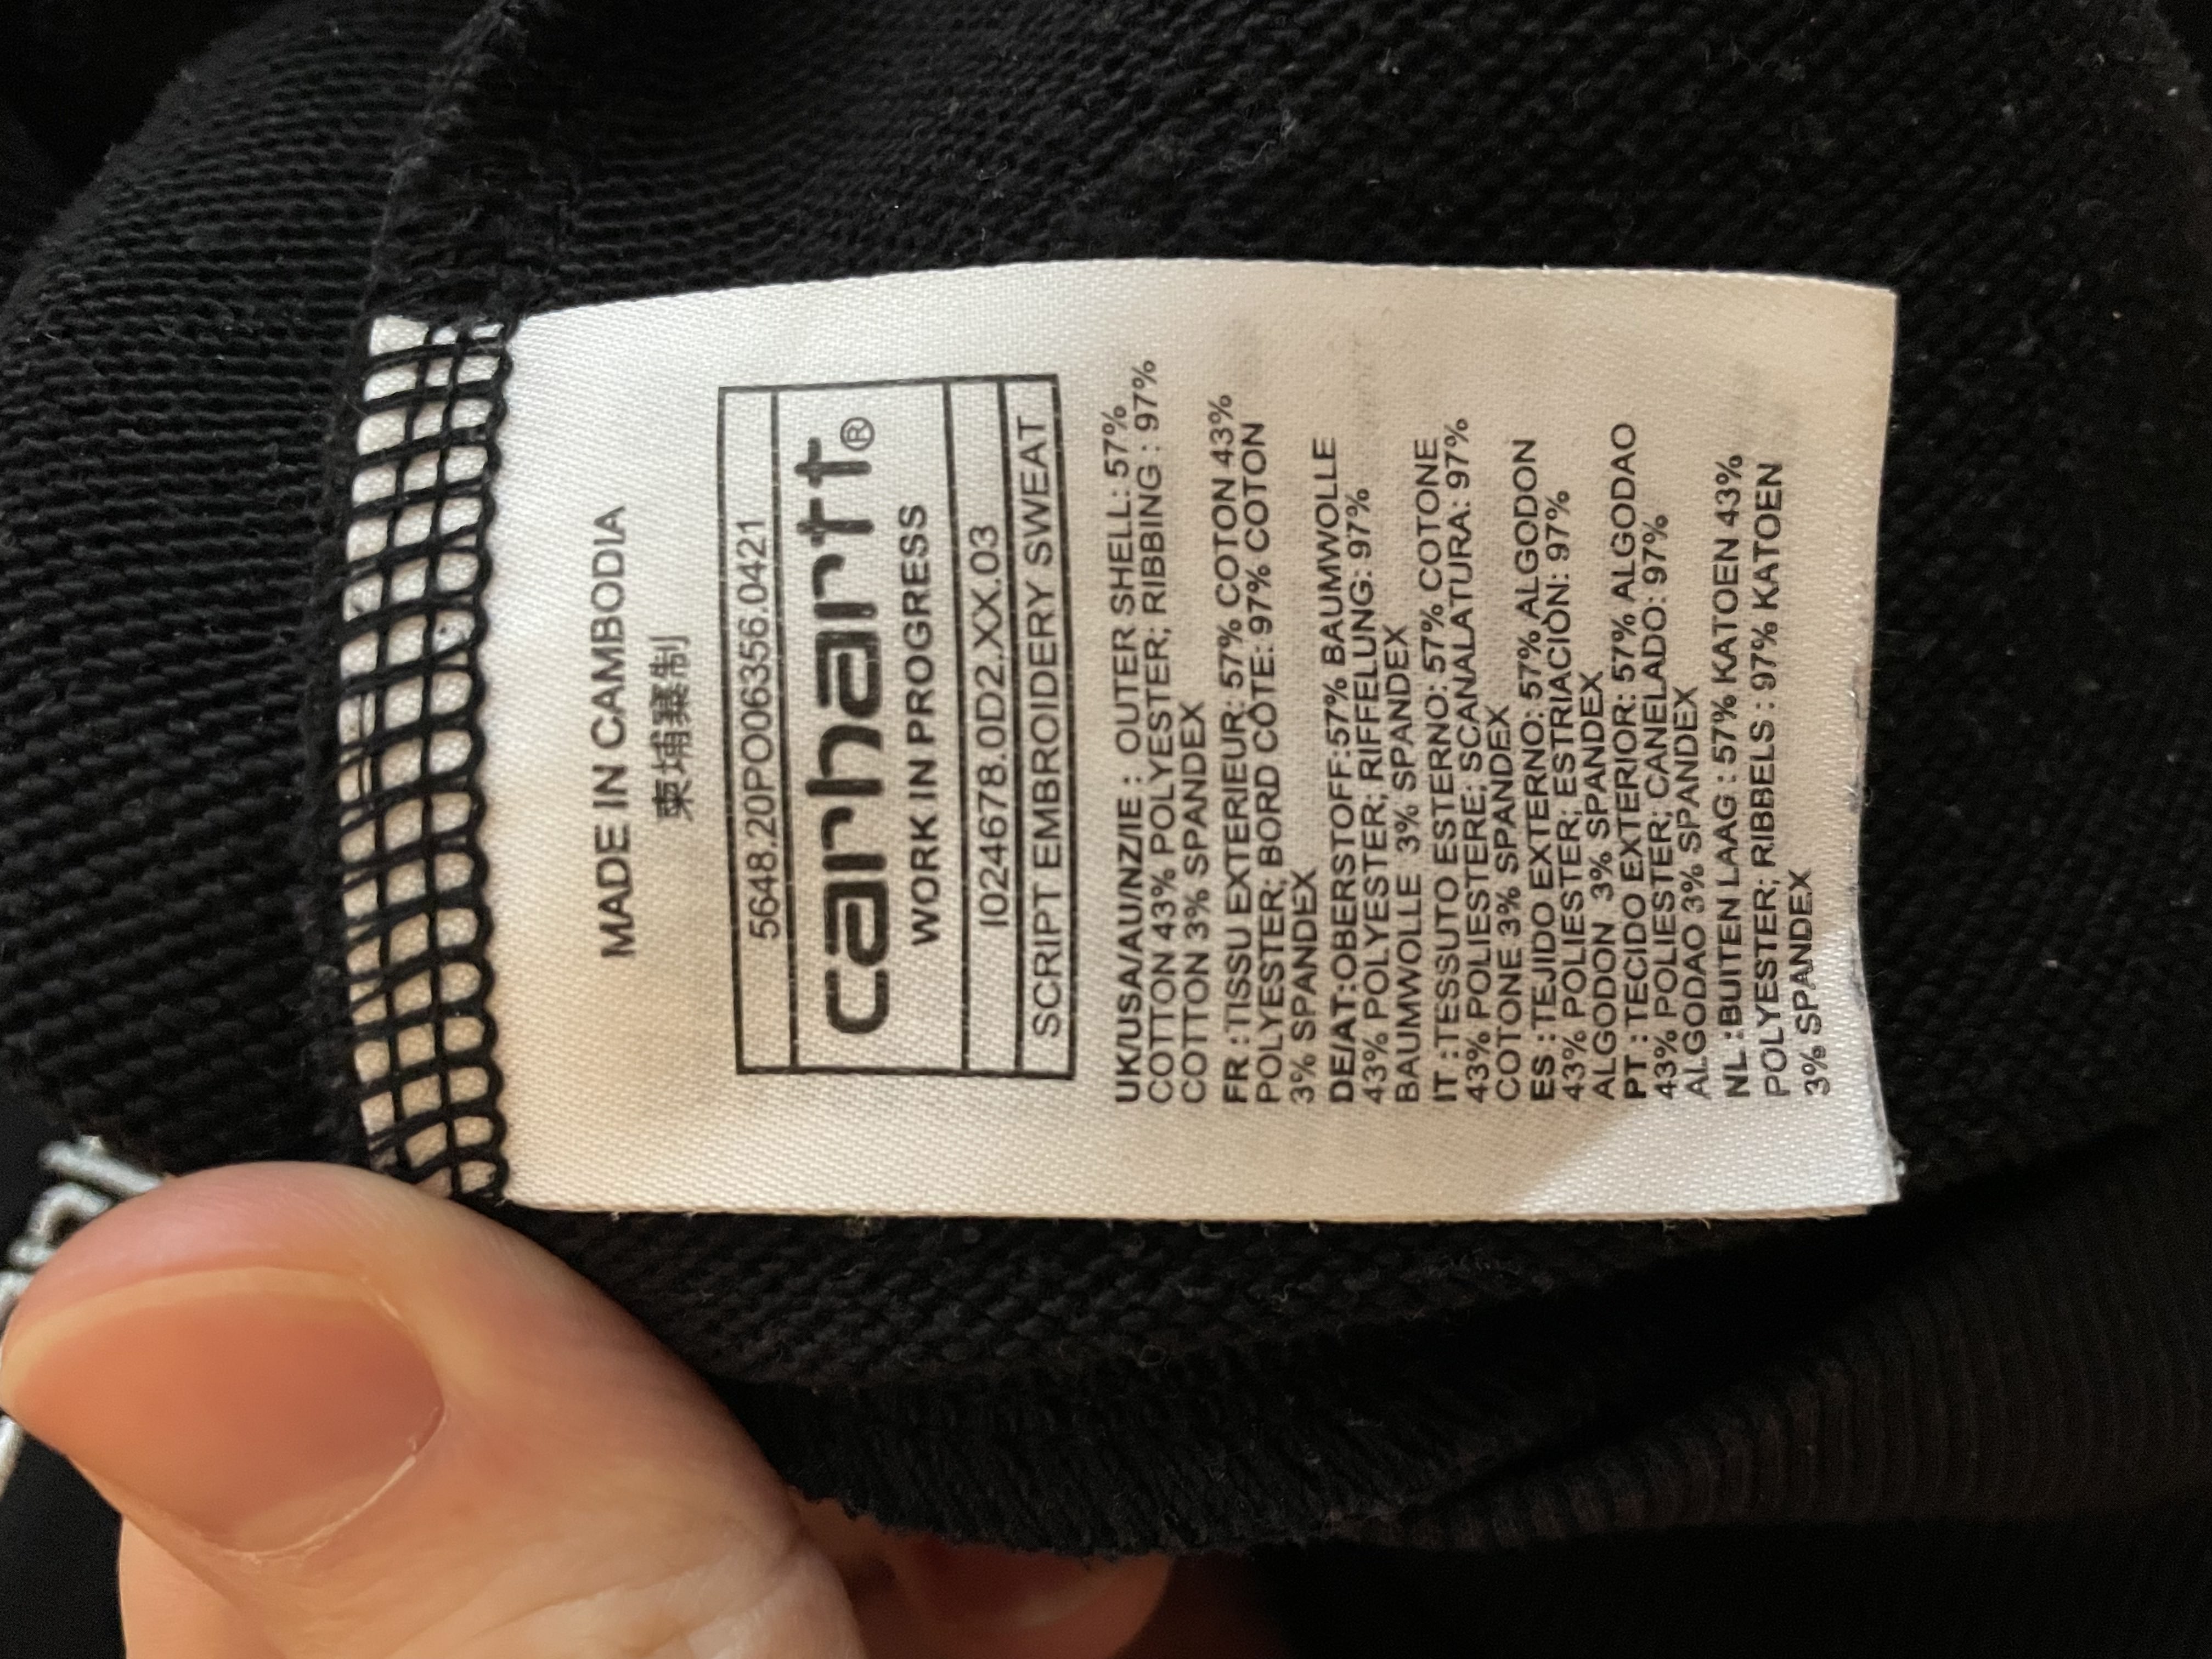 MADE IN CAMBODIA
柬埔寨制
5648.20PO06356.0421
carhartt®
WORK IN PROGRESS
I024678.0D2.XX.03
SCRIPT EMBROIDERY SWEAT
UK/USA/AU/NZ/IE : OUTER SHELL: 57%
COTTON 43% POLYESTER; RIBBING : 97%
COTTON 3% SPANDEX
FR :TISSU EXTERIEUR: 57% COTON 43%
POLYESTER; BORD CÔTE: 97% COTON
3% SPANDEX
DE/AT:OBERSTOFF:57% BAUMWOLLE
43% POLYESTER; RIFFELUNG: 97%
BAUMWOLLE 3% SPANDEX
IT :TESSUTO ESTERNO: 57% COTONE
43% POLIESTERE; SCANALATURA: 97%
COTONE 3% SPANDEX
ES :TEJIDO EXTERNO: 57% ALGODON
43% POLIESTER; ESTRIACIÒN: 97%
ALGODON 3% SPANDEX
PT :TECIDO EXTERIOR: 57% ALGODAO
43% POLIESTER; CANELADO: 97%
ALGODAO 3% SPANDEX
NL :BUITEN LAAG : 57% KATOEN 43%
POLYESTER; RIBBELS : 97% KATOEN
3% SPANDEX